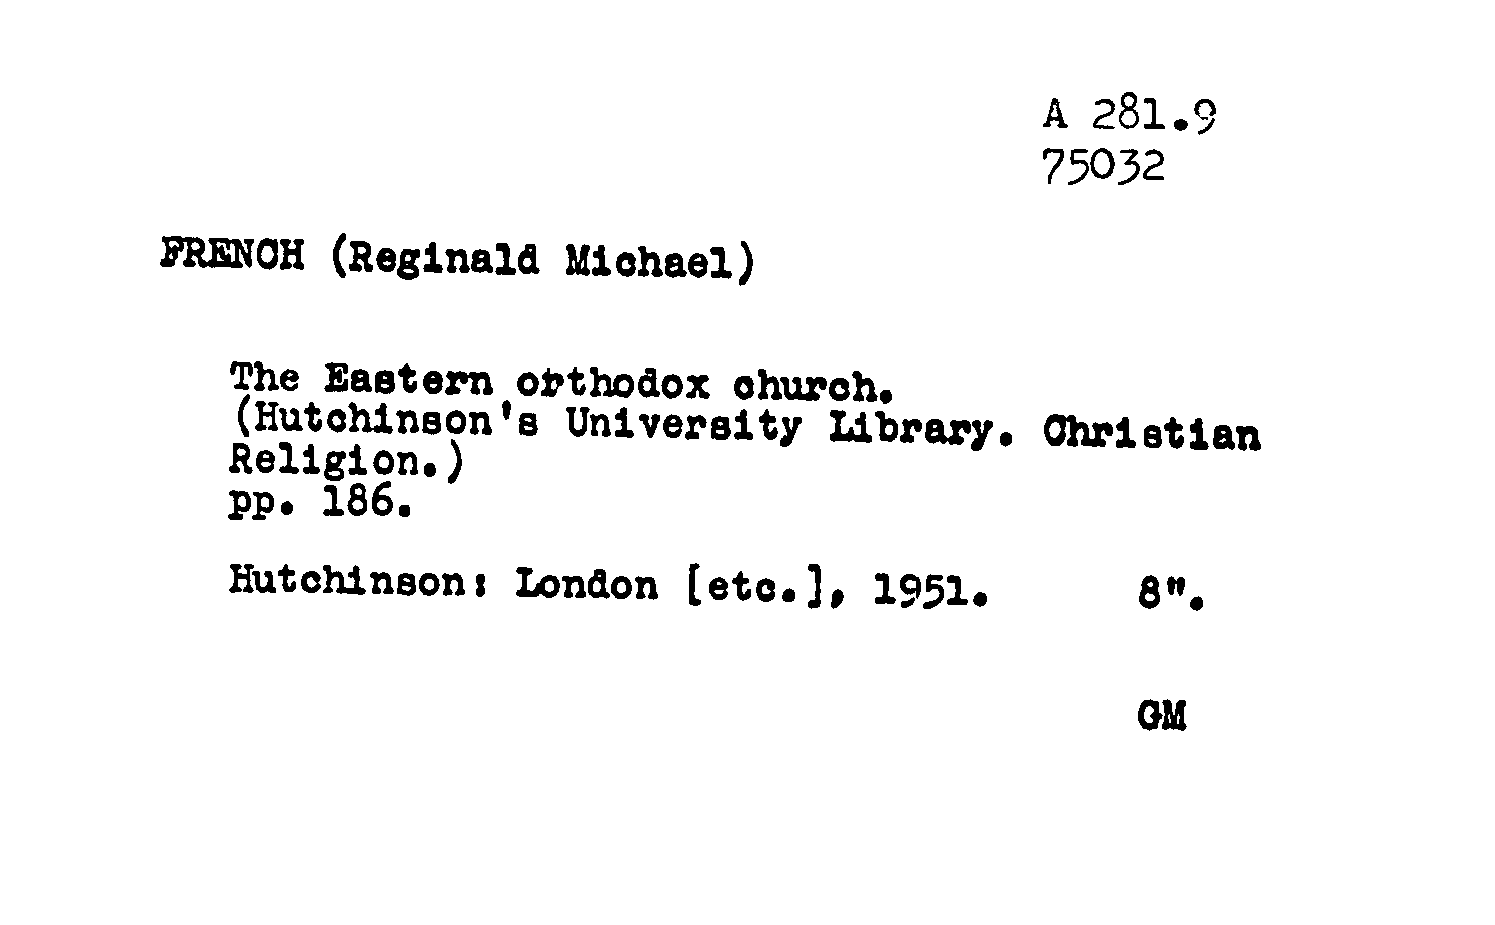 A 281.9
75032
FRENCH (Reginald Michael)
The Eastern orthodox church.
(Hutchinson's University Library. Christian
Religion.)
pp. 186.
Hutchinson: London [etc.], 1951. 8".
GM